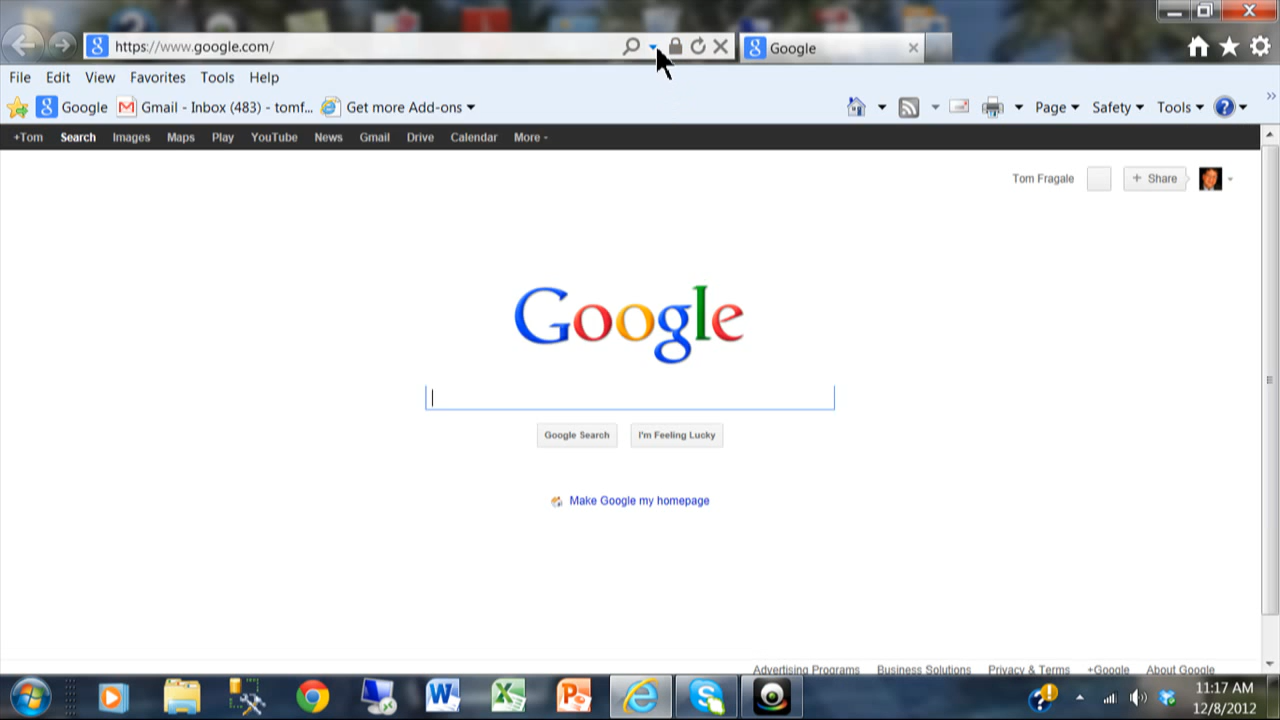 https://www.google.com/
Google
File Edit View Favorites Tools Help
Google Gmail - Inbox (483) - tomf... Get more Add-ons Page Safety Tools
+Tom Search Images Maps Play YouTube News Gmail Drive Calendar More
Tom Fragale + Share
Google
Google Search I'm Feeling Lucky
Make Google my homepage
Advertising Programs Business Solutions Privacy & Terms +Google About Google
11:17 AM
12/8/2012